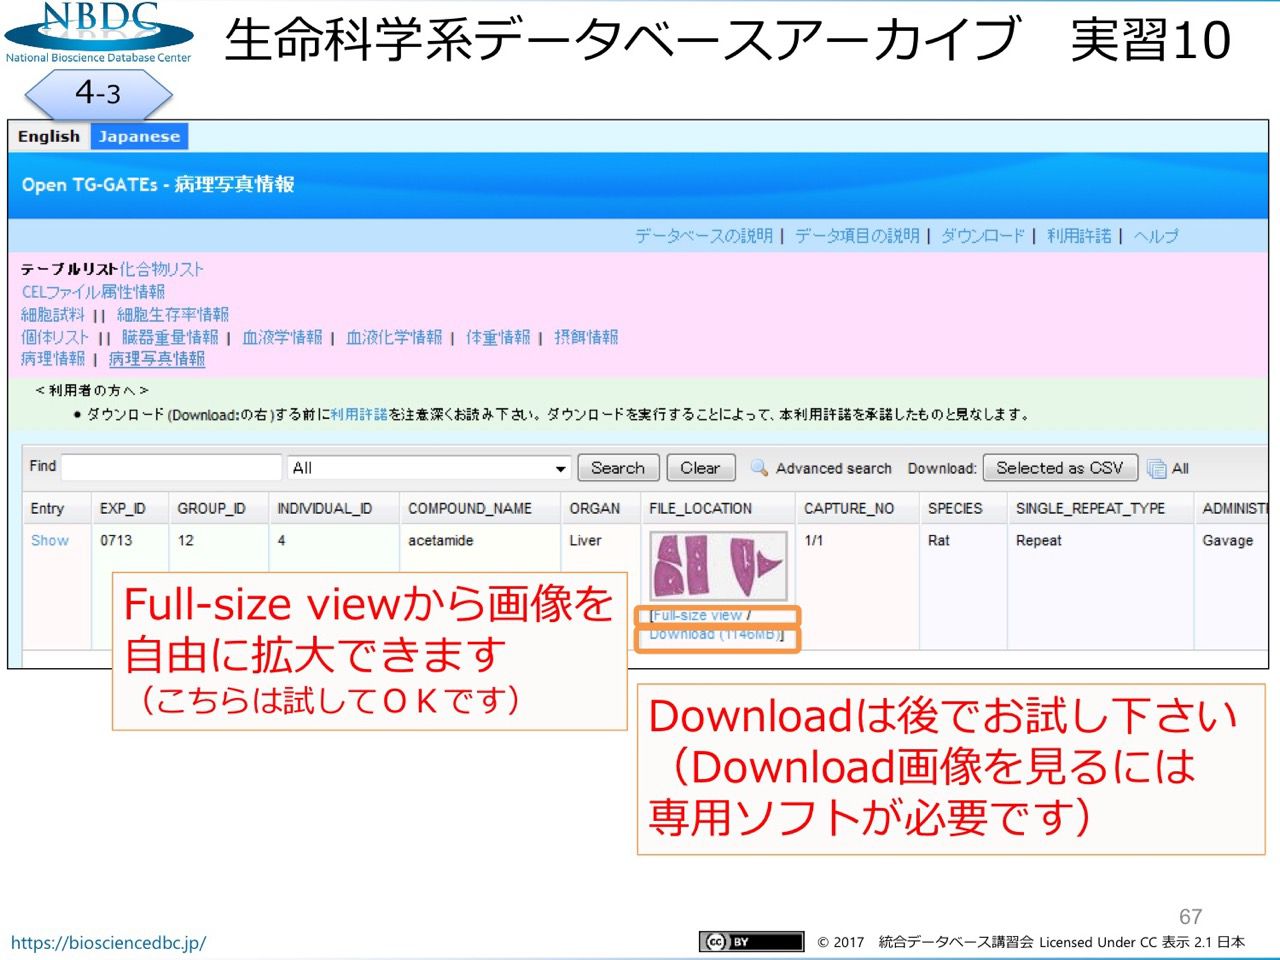 NBDC
National Bioscience Database Center
生命科学系データベースアーカイブ　実習10
4-3
English Japanese
Open TG-GATEs - 病理写真情報
データベースの説明 | データ項目の説明 | ダウンロード | 利用許諾 | ヘルプ
テーブルリスト化合物リスト
CELファイル属性情報
細胞試料 || 細胞生存率情報
個体リスト || 臓器重量情報 | 血液学情報 | 血液化学情報 | 体重情報 | 摂餌情報
病理情報 | 病理写真情報
＜利用者の方へ＞
• ダウンロード(Download:の右)する前に利用許諾を注意深くお読み下さい。ダウンロードを実行することによって、本利用許諾を承諾したものと見なします。
Find All Search Clear Advanced search Download: Selected as CSV All
Entry EXP_ID GROUP_ID INDIVIDUAL_ID COMPOUND_NAME ORGAN FILE_LOCATION CAPTURE_NO SPECIES SINGLE_REPEAT_TYPE ADMINISTI
Show 0713 12 4 acetamide Liver 1/1 Rat Repeat Gavage
[Full-size view /
Download (1146MB)]
Full-size viewから画像を
自由に拡大できます
（こちらは試してＯＫです）
Downloadは後でお試し下さい
（Download画像を見るには
専用ソフトが必要です）
67
https://biosciencedbc.jp/
cc BY
© 2017　統合データベース講習会 Licensed Under CC 表示 2.1 日本